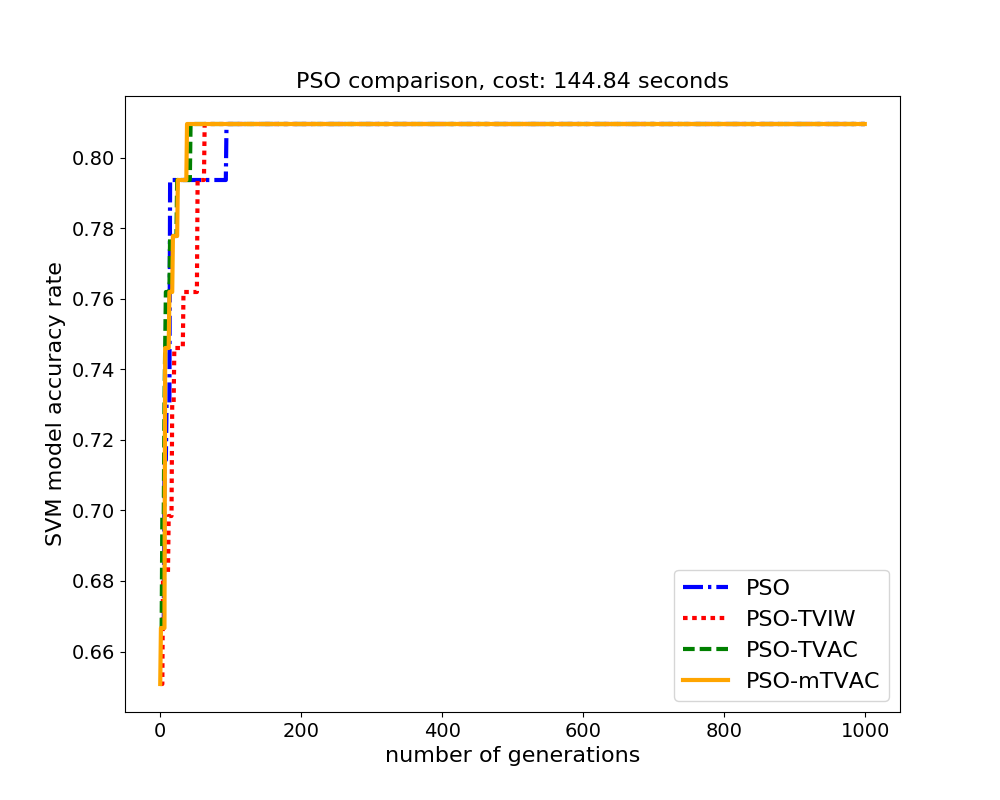 PSO comparison, cost: 144.84 seconds
SVM model accuracy rate
0.80
0.78
0.76
0.74
0.72
0.70
0.68
0.66
0 200 400 600 800 1000
number of generations
PSO
PSO-TVIW
PSO-TVAC
PSO-mTVAC